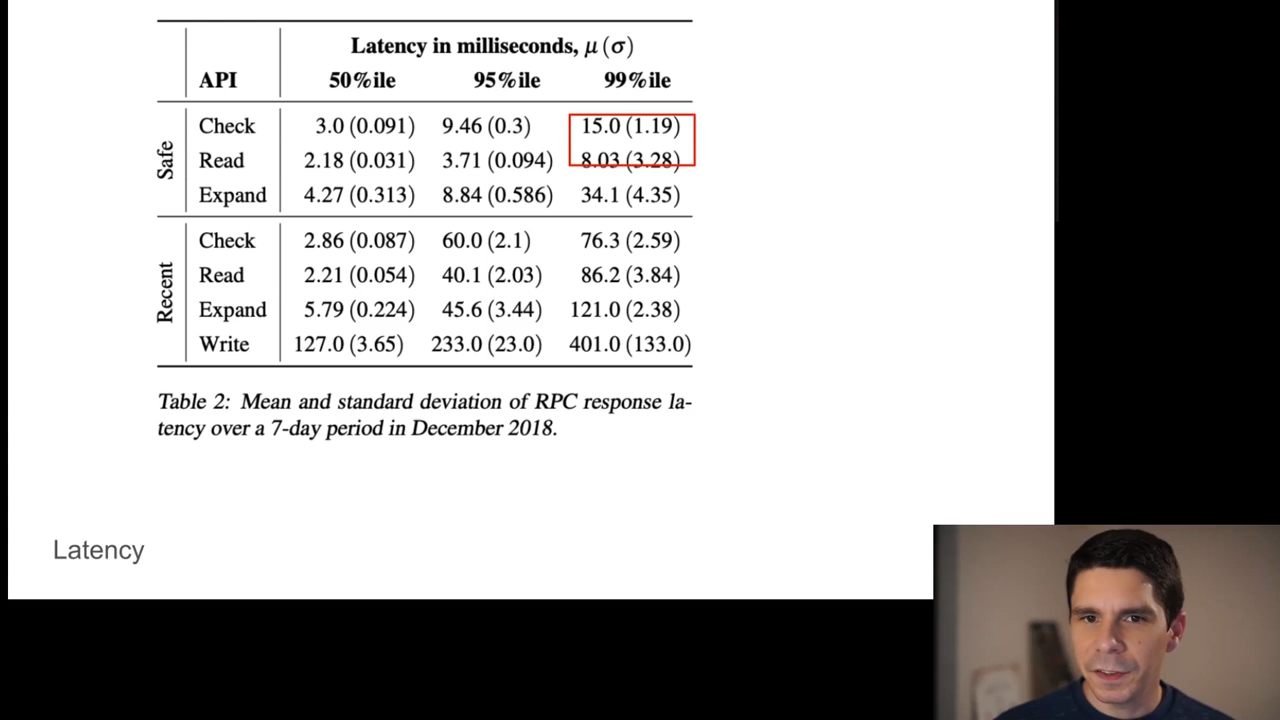 Latency in milliseconds, μ (σ)
API 50%ile 95%ile 99%ile
Safe
Check 3.0 (0.091) 9.46 (0.3) 15.0 (1.19)
Read 2.18 (0.031) 3.71 (0.094) 8.03 (3.28)
Expand 4.27 (0.313) 8.84 (0.586) 34.1 (4.35)
Recent
Check 2.86 (0.087) 60.0 (2.1) 76.3 (2.59)
Read 2.21 (0.054) 40.1 (2.03) 86.2 (3.84)
Expand 5.79 (0.224) 45.6 (3.44) 121.0 (2.38)
Write 127.0 (3.65) 233.0 (23.0) 401.0 (133.0)
Table 2: Mean and standard deviation of RPC response la-
tency over a 7-day period in December 2018.
Latency